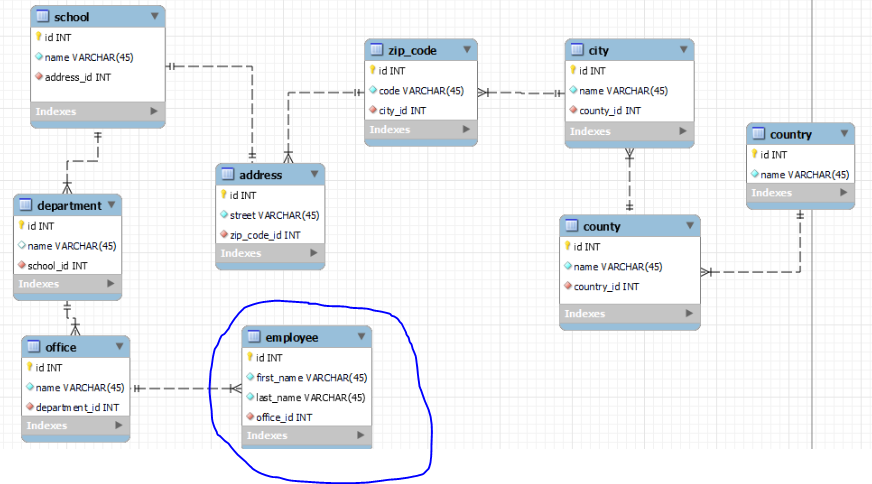 school
id INT
name VARCHAR(45)
address_id INT
Indexes
department
id INT
name VARCHAR(45)
school_id INT
Indexes
office
id INT
name VARCHAR(45)
department_id INT
Indexes
address
id INT
street VARCHAR(45)
zip_code_id INT
Indexes
employee
id INT
first_name VARCHAR(45)
last_name VARCHAR(45)
office_id INT
Indexes
zip_code
id INT
code VARCHAR(45)
city_id INT
Indexes
city
id INT
name VARCHAR(45)
county_id INT
Indexes
county
id INT
name VARCHAR(45)
country_id INT
Indexes
country
id INT
name VARCHAR(45)
Indexes